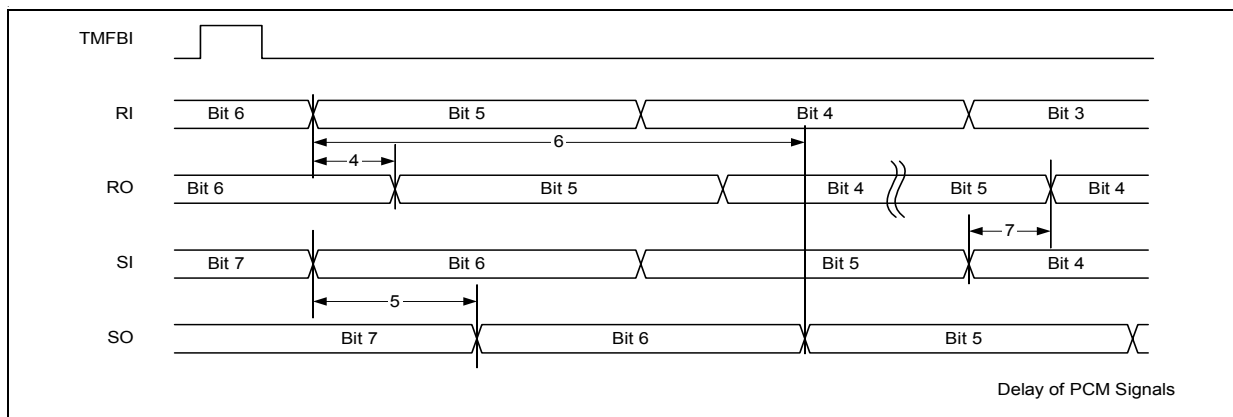 TMFBI
RI Bit 6 Bit 5 Bit 4 Bit 3
6
4
RO Bit 6 Bit 5 Bit 4 Bit 5 Bit 4
7
SI Bit 7 Bit 6 Bit 5 Bit 4
5
SO Bit 7 Bit 6 Bit 5
Delay of PCM Signals